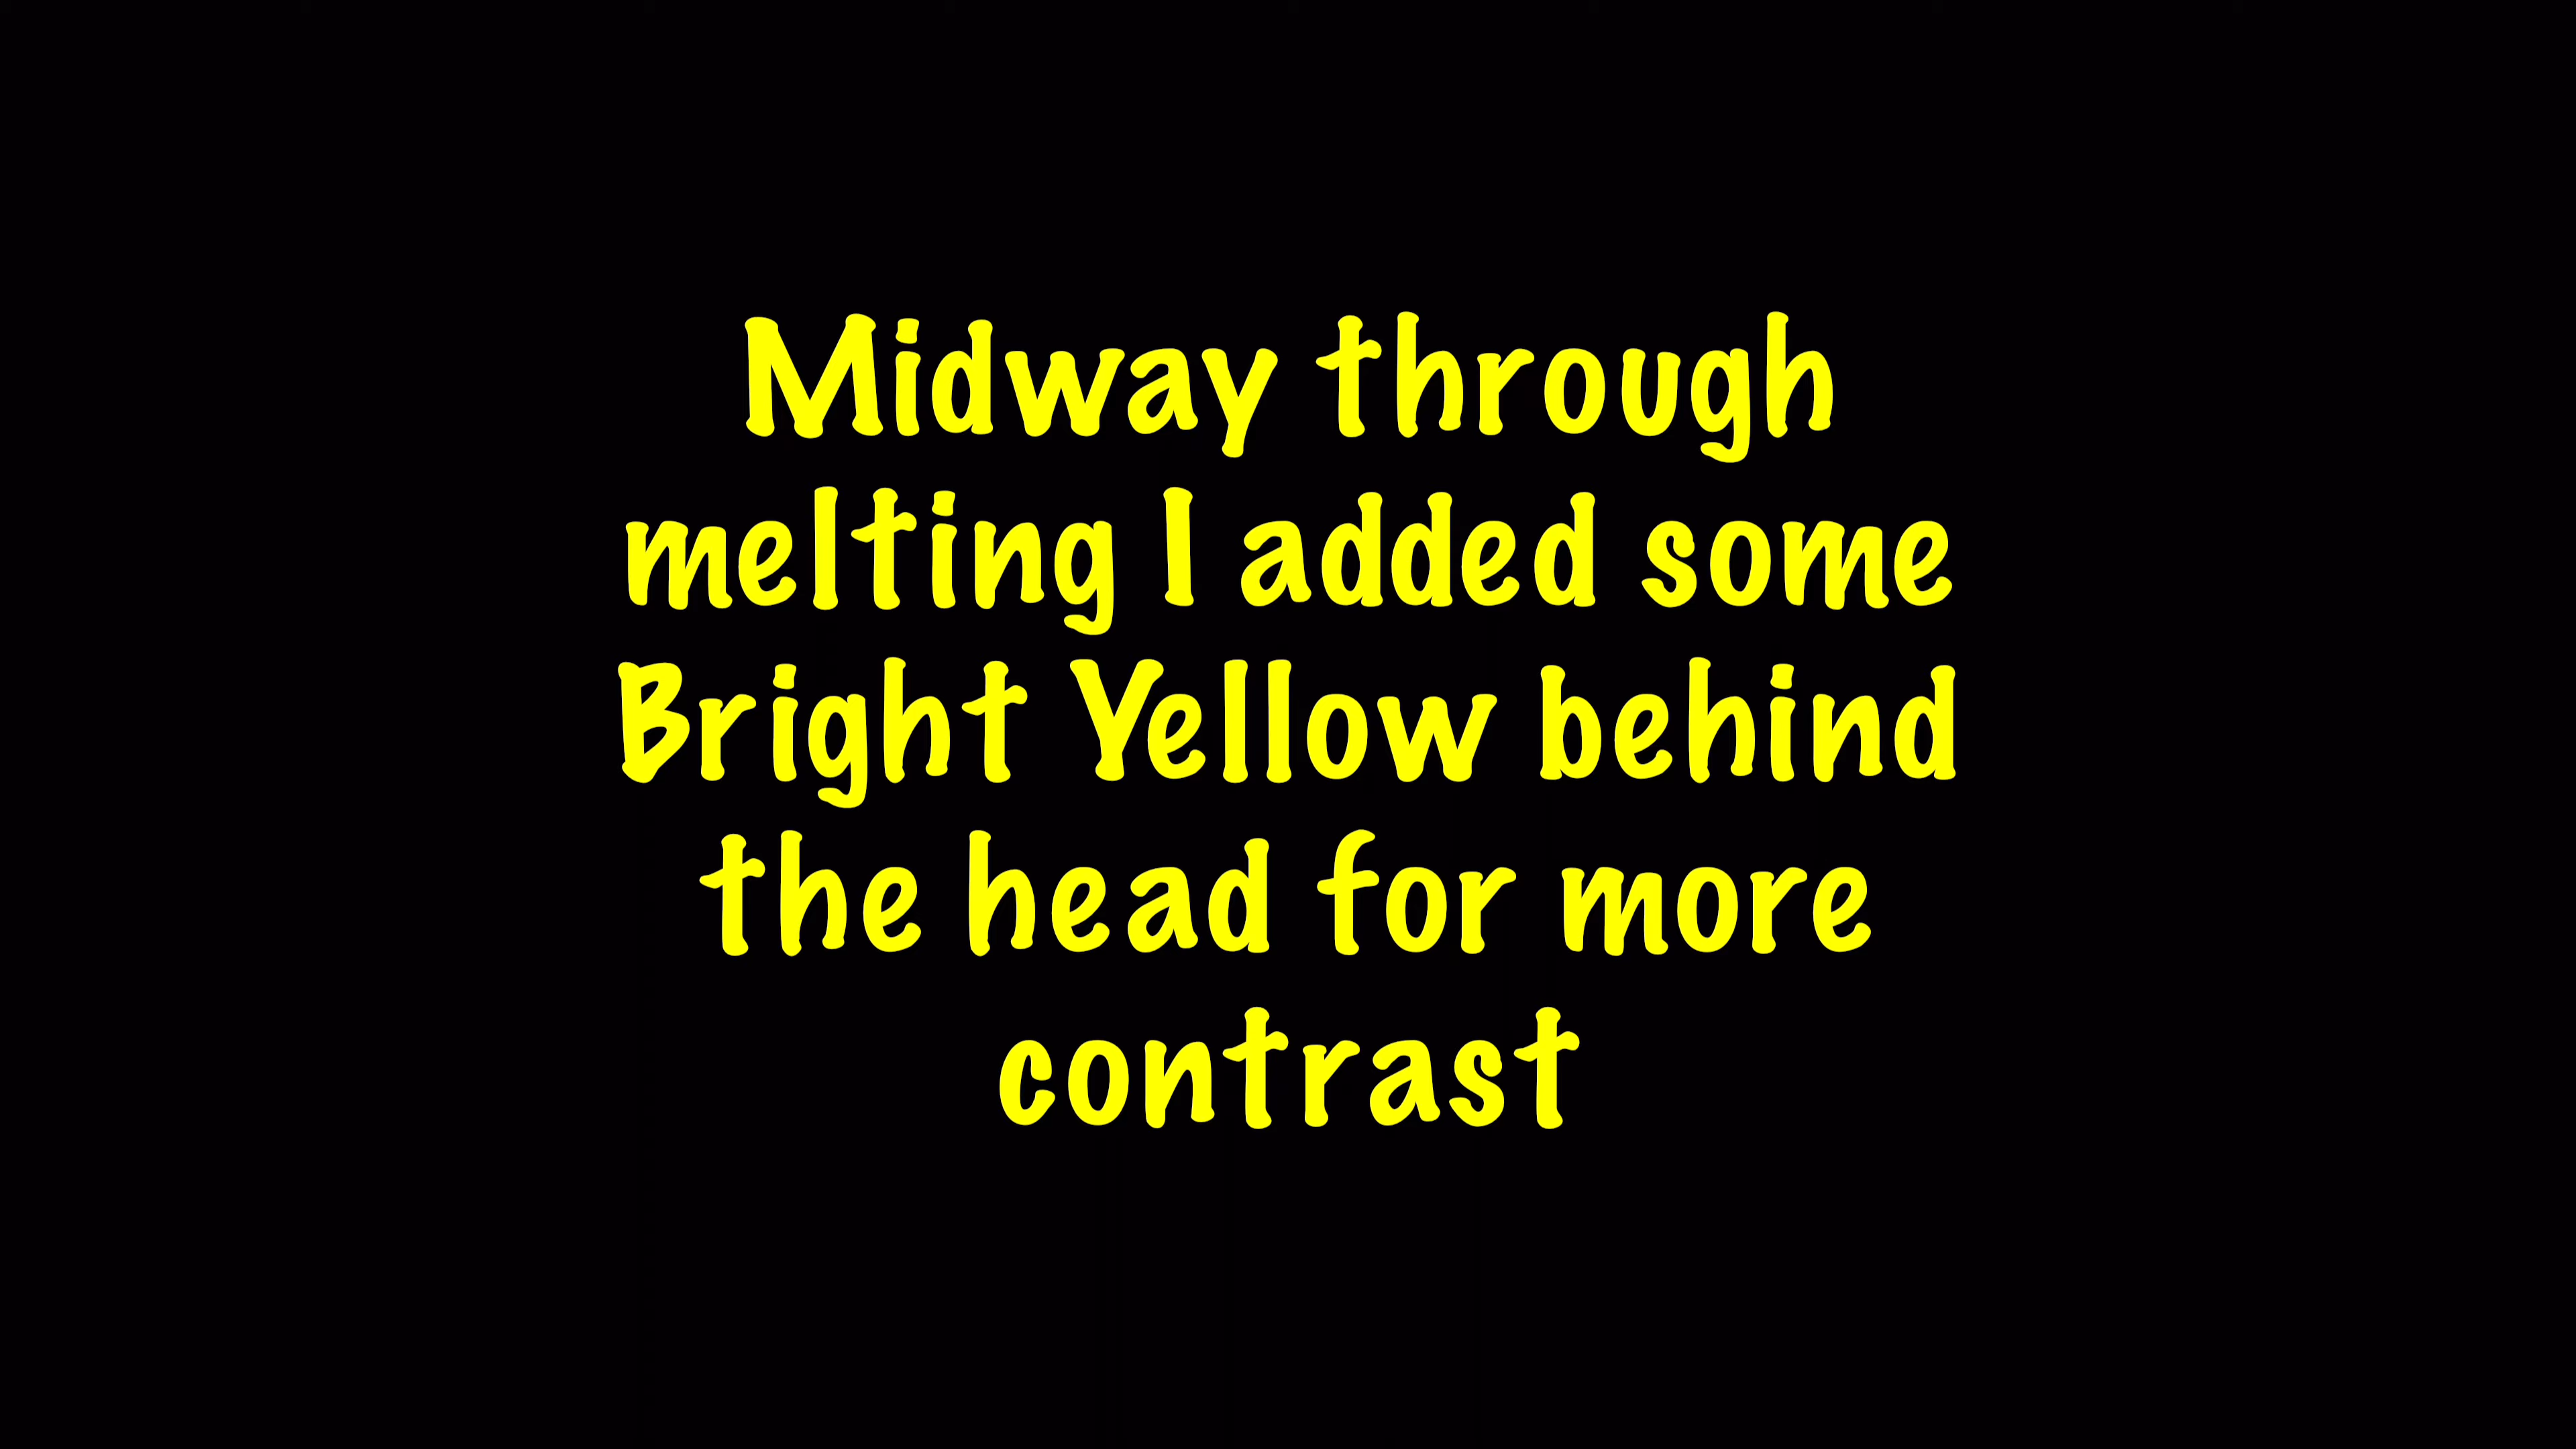 Midway through
melting I added some
Bright Yellow behind
the head for more
contrast